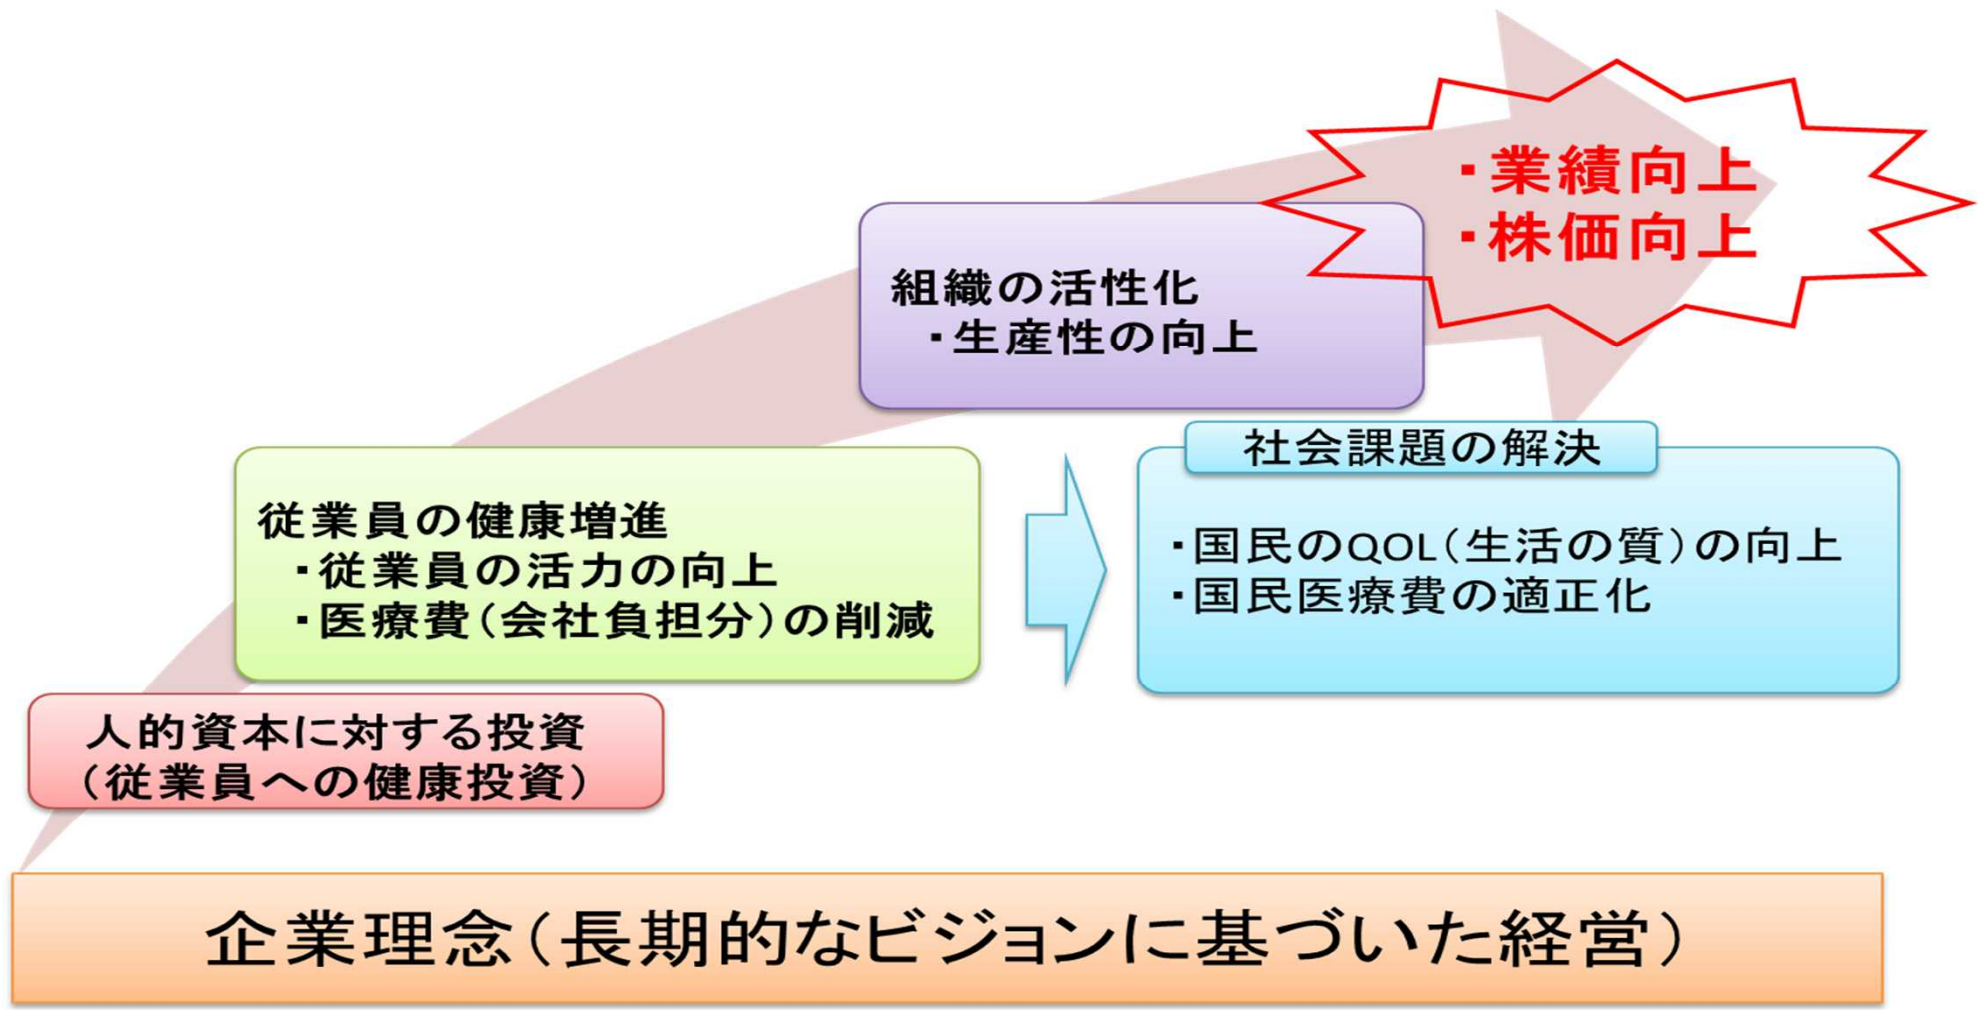 ・業績向上
・株価向上
組織の活性化
・生産性の向上
従業員の健康増進
・従業員の活力の向上
・医療費（会社負担分）の削減
社会課題の解決
・国民のQOL（生活の質）の向上
・国民医療費の適正化
人的資本に対する投資
（従業員への健康投資）
企業理念（長期的なビジョンに基づいた経営）